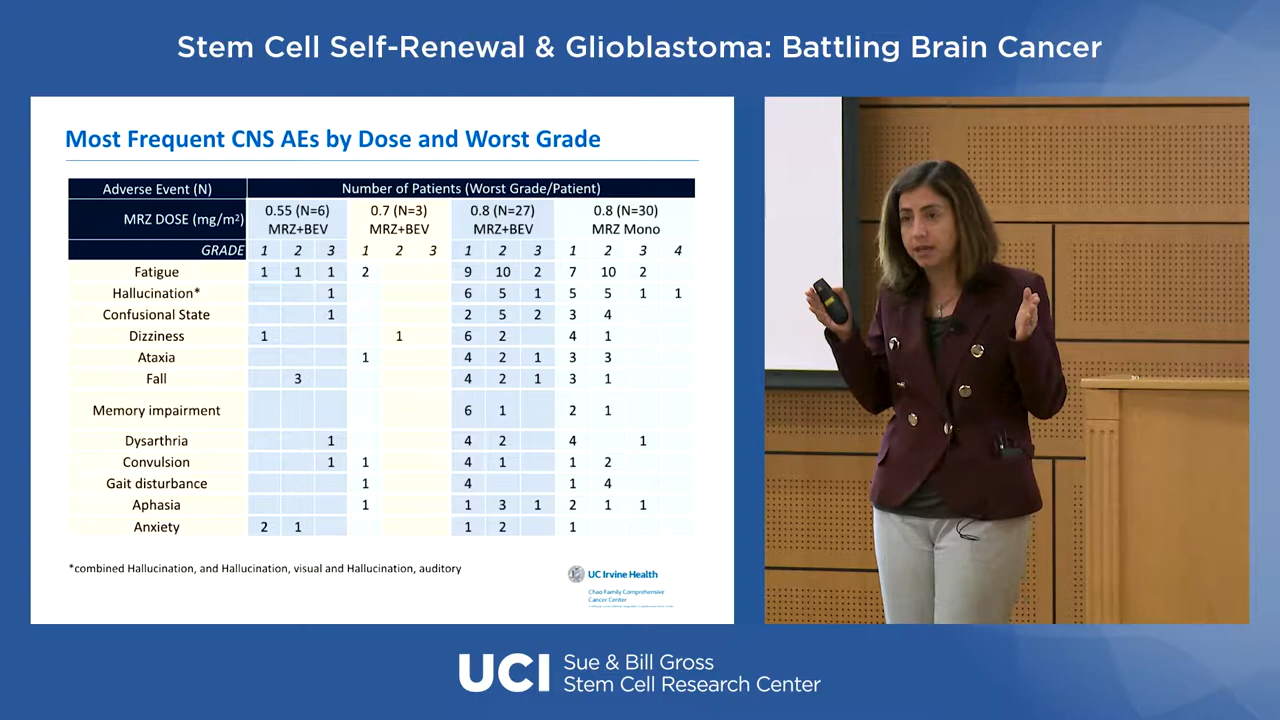 Stem Cell Self-Renewal & Glioblastoma: Battling Brain Cancer
Most Frequent CNS AEs by Dose and Worst Grade
Adverse Event (N) Number of Patients (Worst Grade/Patient)
MRZ DOSE (mg/m²) 0.55 (N=6) MRZ+BEV 0.7 (N=3) MRZ+BEV 0.8 (N=27) MRZ+BEV 0.8 (N=30) MRZ Mono
GRADE 1 2 3 1 2 3 1 2 3 1 2 3 4
Fatigue 1 1 1 2 9 10 2 7 10 2
Hallucination* 1 6 5 1 5 5 1 1
Confusional State 1 2 5 2 3 4
Dizziness 1 1 6 2 4 1
Ataxia 1 4 2 1 3 3
Fall 3 4 2 1 3 1
Memory impairment 6 1 2 1
Dysarthria 1 4 2 4 1
Convulsion 1 1 4 1 1 2
Gait disturbance 1 4 1 4
Aphasia 1 1 3 1 2 1 1
Anxiety 2 1 1 2 1
*combined Hallucination, and Hallucination, visual and Hallucination, auditory
UC Irvine Health
Chao Family Comprehensive
Cancer Center
UCI Sue & Bill Gross
Stem Cell Research Center